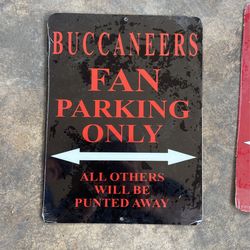 BUCCANEERS
FAN
PARKING
ONLY
ALL OTHERS
WILL BE
PUNTED AWAY